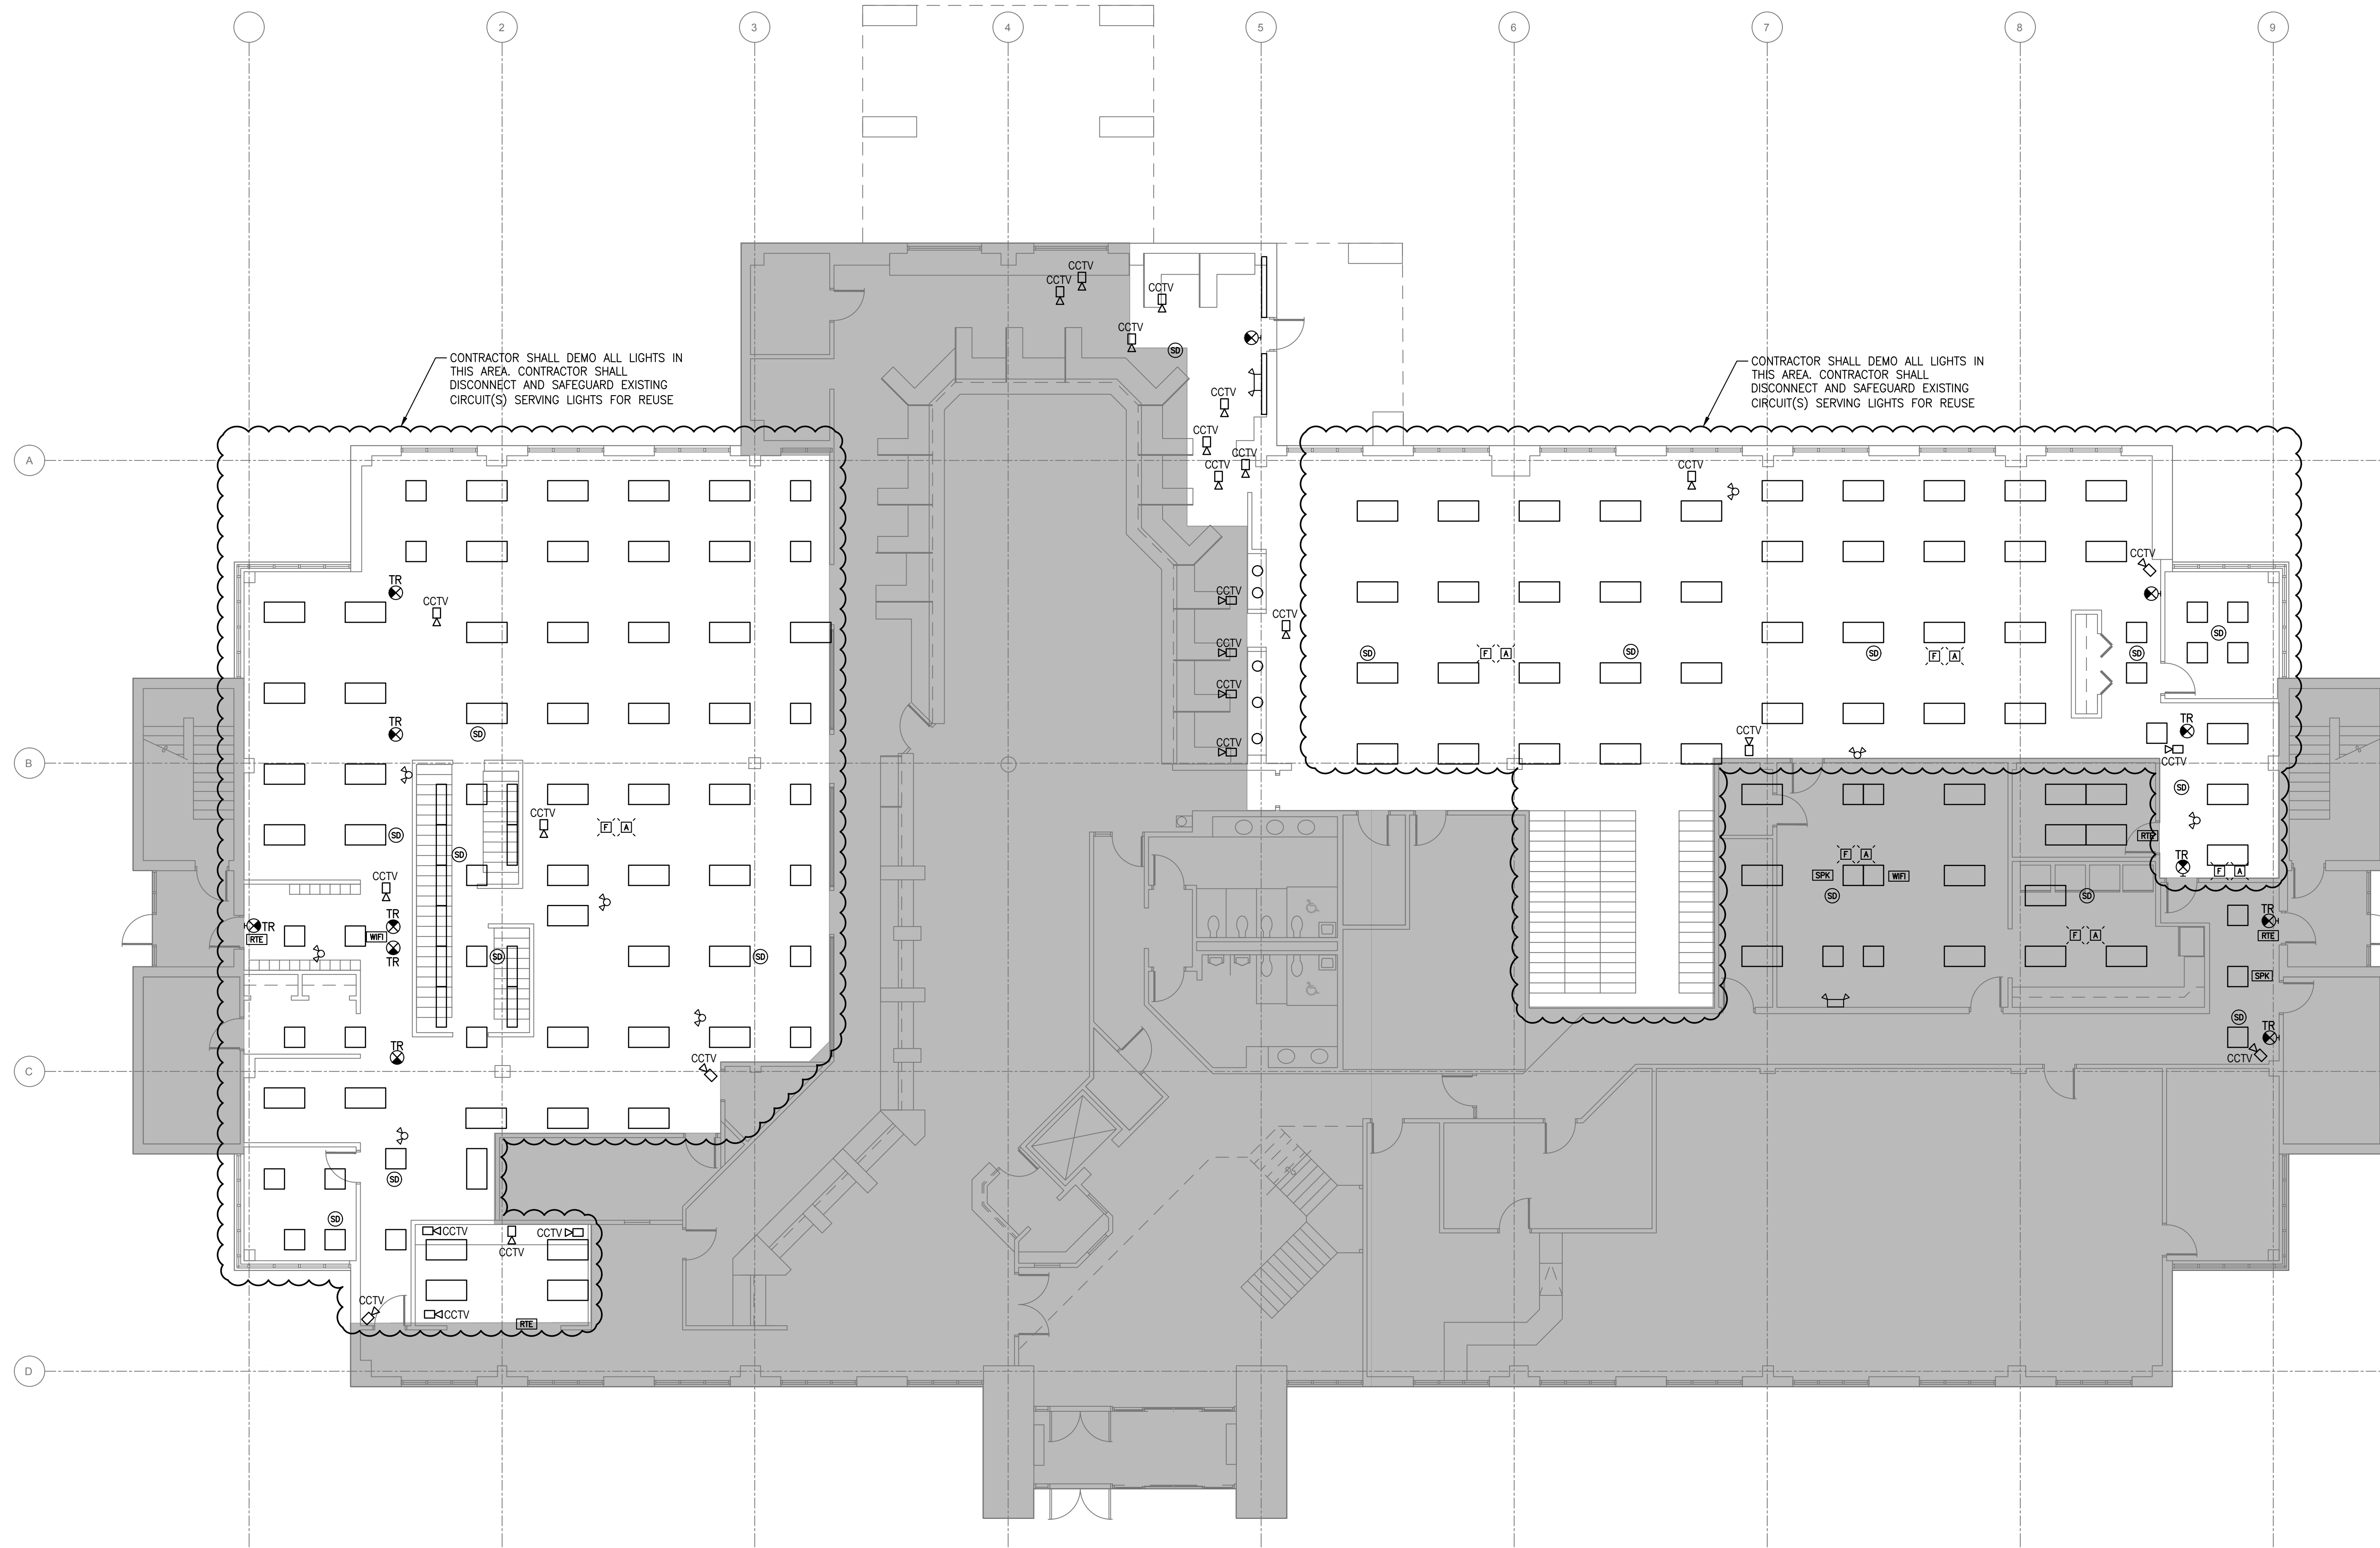 2
3
4
5
6
7
8
9
CCTV
CCTV
CCTV
CCTV
SD
CONTRACTOR SHALL DEMO ALL LIGHTS IN
THIS AREA. CONTRACTOR SHALL
DISCONNECT AND SAFEGUARD EXISTING
CIRCUIT(S) SERVING LIGHTS FOR REUSE
CONTRACTOR SHALL DEMO ALL LIGHTS IN
THIS AREA. CONTRACTOR SHALL
DISCONNECT AND SAFEGUARD EXISTING
CIRCUIT(S) SERVING LIGHTS FOR REUSE
CCTV
CCTV
CCTV
A
CCTV
CCTV
CCTV
TR
CCTV
CCTV
CCTV
SD
CCTV
SD
F A
SD
SD
F A
SD
CCTV
TR
SD
TR
CCTV
CCTV
CCTV
B
SD
CCTV
F A
SD
RTE
SD
F A
TR
F A
CCTV
SPK
WIFI
SD
SD
TR
TR
TR
RTE
WIFI
TR
F A
RTE
SD
SD
SPK
SD
TR
TR
CCTV
CCTV
C
SD
SD
CCTV
CCTV
CCTV
CCTV
CCTV
RTE
D